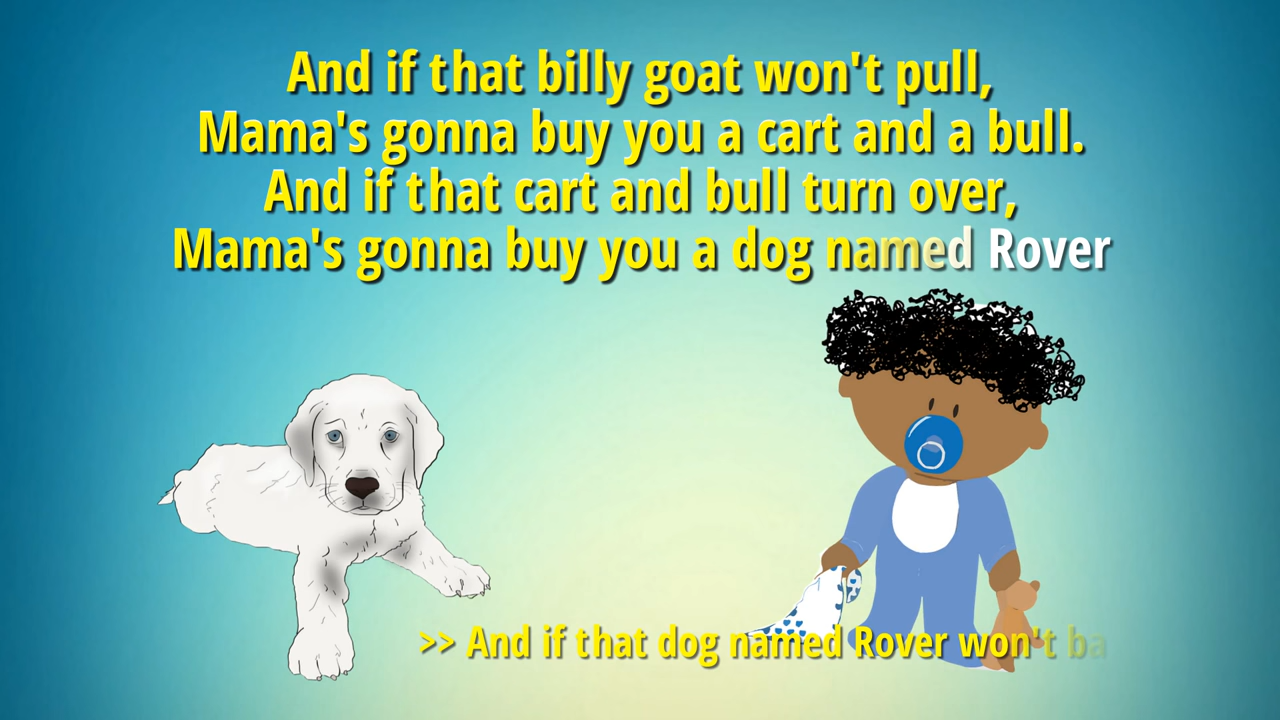 And if that billy goat won't pull,
Mama's gonna buy you a cart and a bull.
And if that cart and bull turn over,
Mama's gonna buy you a dog named Rover
>> And if that dog named Rover won't ba